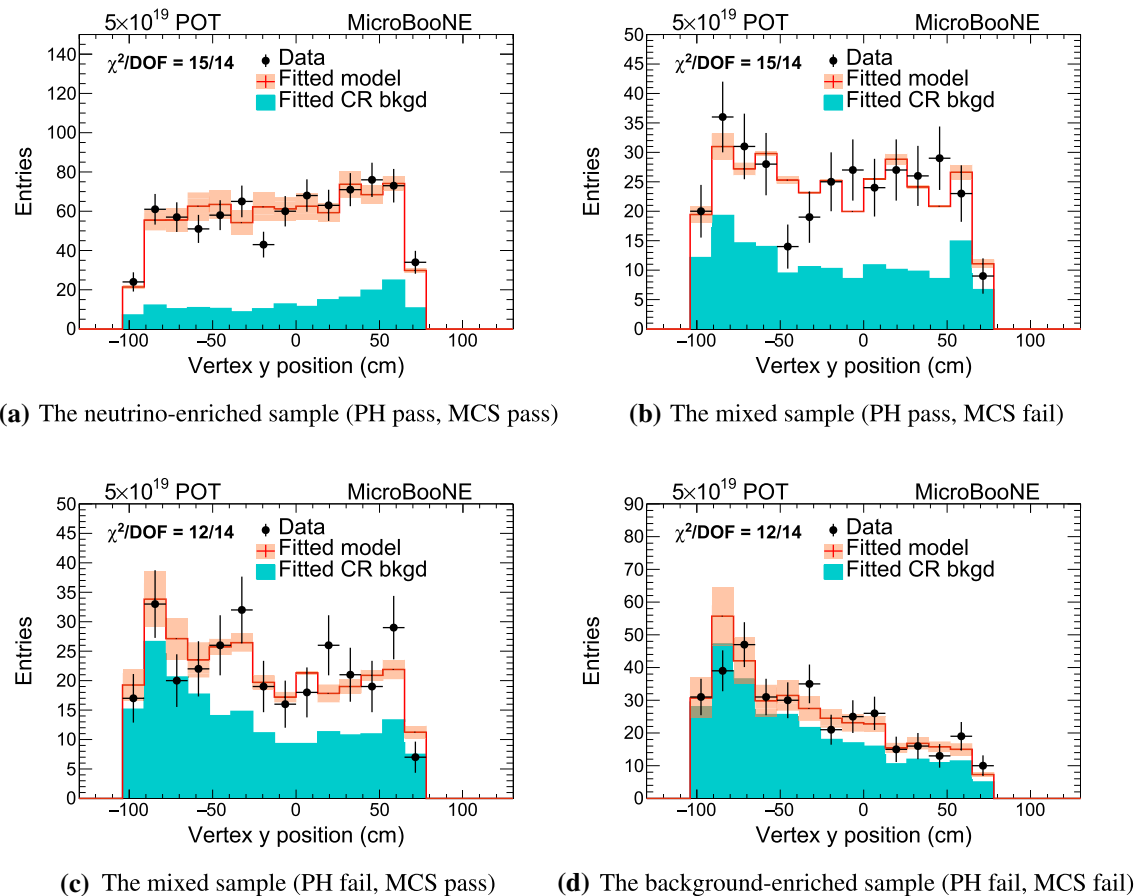 5×10¹⁹ POT MicroBooNE
χ²/DOF = 15/14
Data
Fitted model
Fitted CR bkgd
Entries
140
120
100
80
60
40
20
0
−100 −50 0 50 100
Vertex y position (cm)
(a) The neutrino-enriched sample (PH pass, MCS pass)
5×10¹⁹ POT MicroBooNE
χ²/DOF = 15/14
Data
Fitted model
Fitted CR bkgd
Entries
50
45
40
35
30
25
20
15
10
5
0
−100 −50 0 50 100
Vertex y position (cm)
(b) The mixed sample (PH pass, MCS fail)
5×10¹⁹ POT MicroBooNE
χ²/DOF = 12/14
Data
Fitted model
Fitted CR bkgd
Entries
50
45
40
35
30
25
20
15
10
5
0
−100 −50 0 50 100
Vertex y position (cm)
(c) The mixed sample (PH fail, MCS pass)
5×10¹⁹ POT MicroBooNE
χ²/DOF = 12/14
Data
Fitted model
Fitted CR bkgd
Entries
90
80
70
60
50
40
30
20
10
0
−100 −50 0 50 100
Vertex y position (cm)
(d) The background-enriched sample (PH fail, MCS fail)